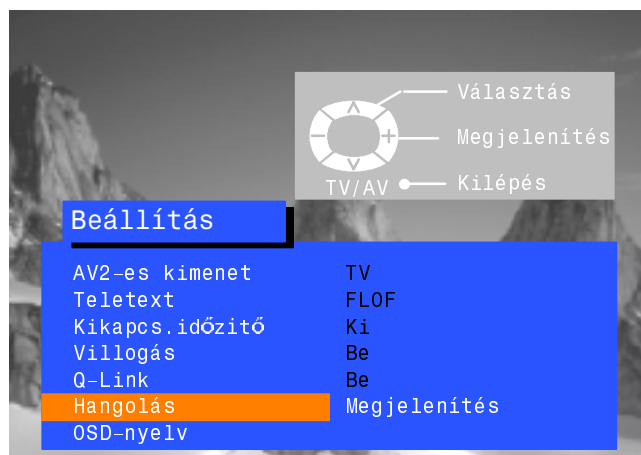 Választás
Megjelenítés
TV/AV Kilépés
Beállítás
AV2-es kimenet TV
Teletext FLOF
Kikapcs.időzitő Ki
Villogás Be
Q-Link Be
Hangolás Megjelenítés
OSD-nyelv